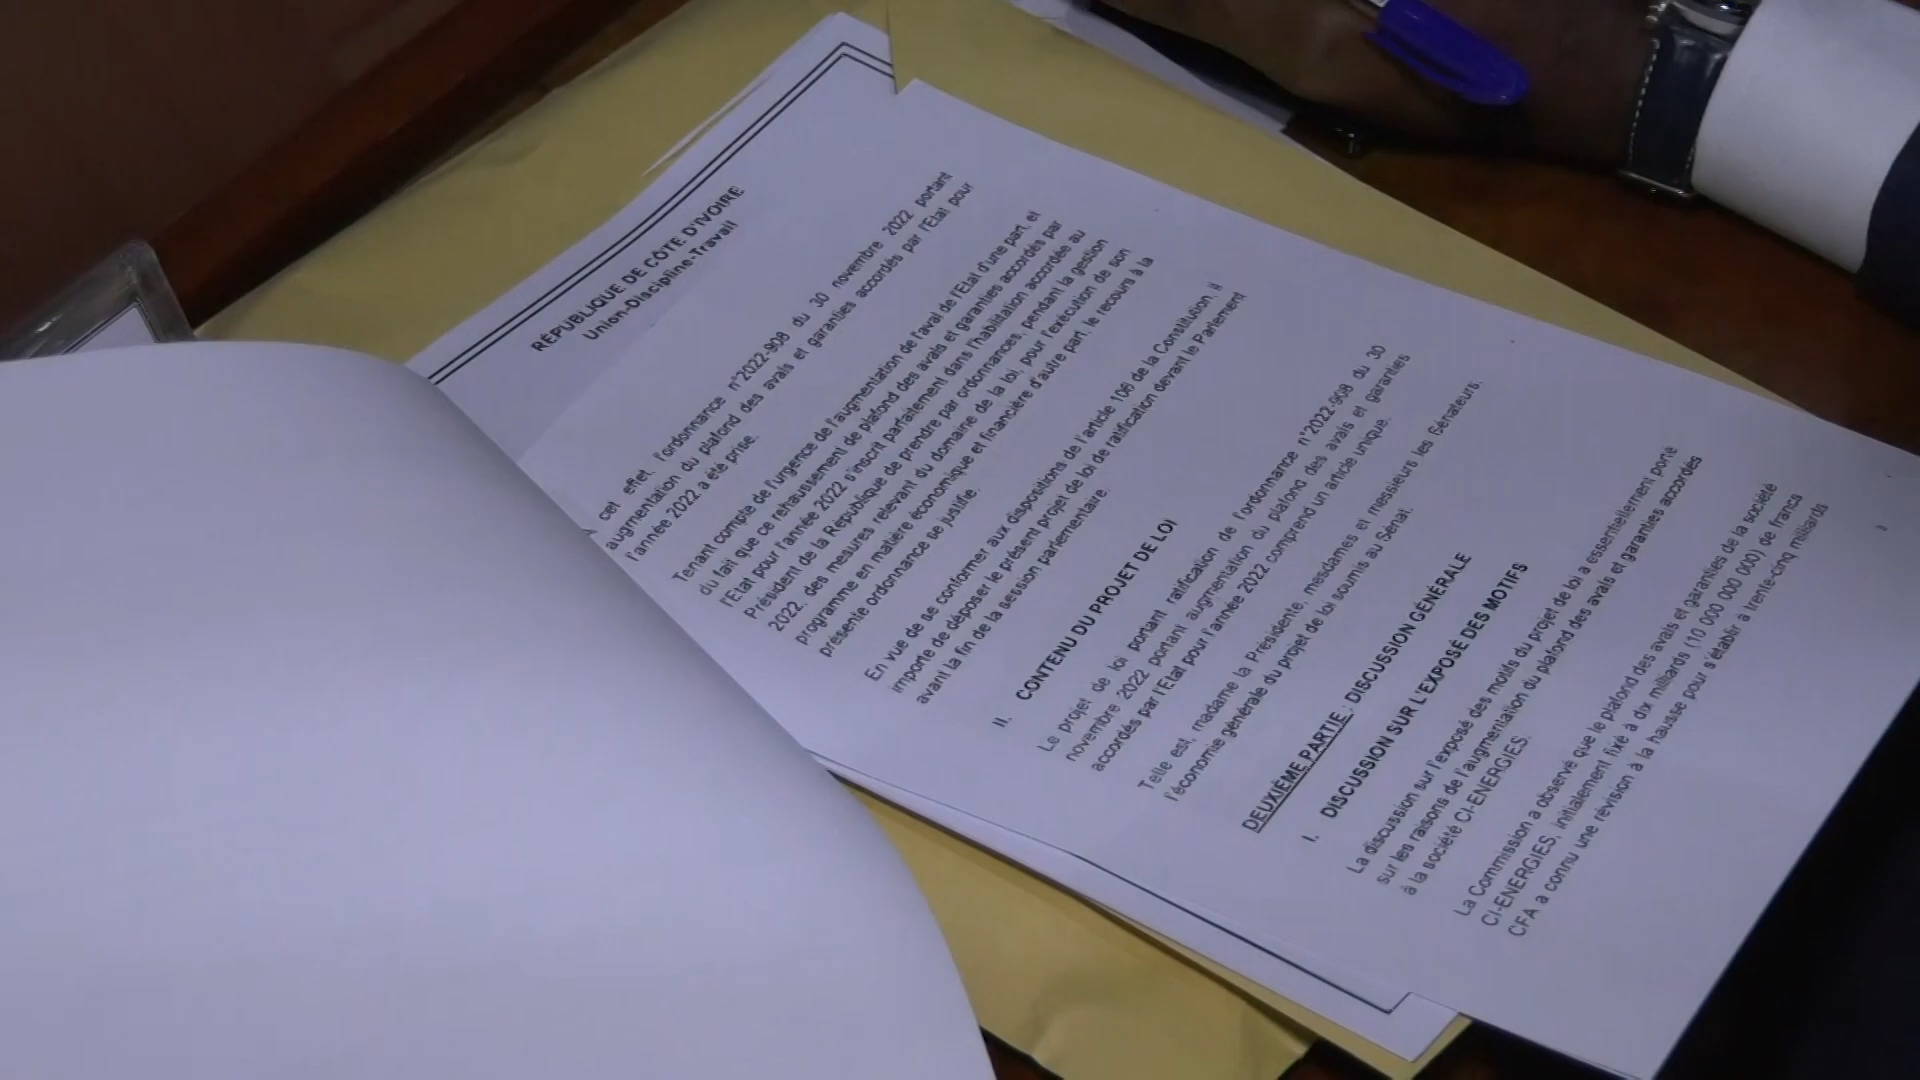 RÉPUBLIQUE DE CÔTE D'IVOIRE
Union-Discipline-Travail
cet effet, l'ordonnance n°2022-908 du 30 novembre 2022 portant
augmentation du plafond des avals et garanties accordés par l'Etat pour
l'année 2022 a été prise.
Tenant compte de l'urgence de l'augmentation de l'aval de l'Etat d'une part, et
du fait que ce rehaussement de plafond des avals et garanties accordés par
l'Etat pour l'année 2022 s'inscrit parfaitement dans l'habilitation accordée au
Président de la République de prendre par ordonnances, pendant la gestion
2022, des mesures relevant du domaine de la loi, pour l'exécution de son
programme en matière économique et financière d'autre part, le recours à la
présente ordonnance se justifie.
En vue de se conformer aux dispositions de l'article 106 de la Constitution, il
importe de déposer le présent projet de loi de ratification devant le Parlement
avant la fin de la session parlementaire.
II. CONTENU DU PROJET DE LOI
Le projet de loi portant ratification de l'ordonnance n°2022-908 du 30
novembre 2022 portant augmentation du plafond des avals et garanties
accordés par l'Etat pour l'année 2022 comprend un article unique.
Telle est, madame la Présidente, mesdames et messieurs les Sénateurs,
l'économie générale du projet de loi soumis au Sénat.
DEUXIÈME PARTIE : DISCUSSION GÉNÉRALE
I. DISCUSSION SUR L'EXPOSÉ DES MOTIFS
La discussion sur l'exposé des motifs du projet de loi a essentiellement porté
sur les raisons de l'augmentation du plafond des avals et garanties accordés
à la société CI-ENERGIES.
La Commission a observé que le plafond des avals et garanties de la société
CI-ENERGIES, initialement fixé à dix milliards (10 000 000 000) de francs
CFA a connu une révision à la hausse pour s'établir à trente-cinq milliards